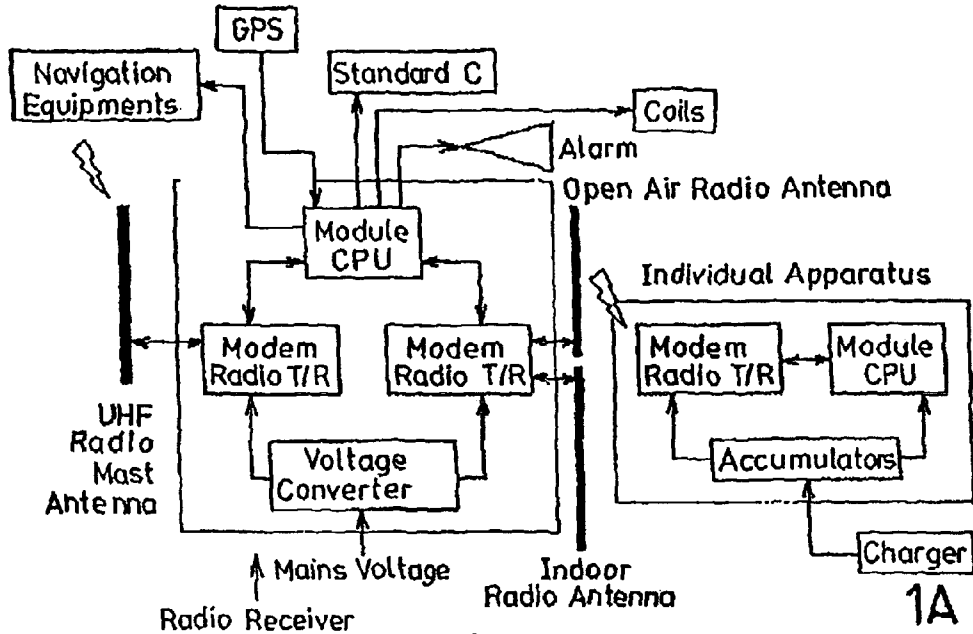 GPS
Navigation
Equipments
Standard C
Coils
Alarm
Open Air Radio Antenna
Module
CPU
Individual Apparatus
Modem
Radio T/R
Modem
Radio T/R
Modem
Radio T/R
Module
CPU
UHF
Radio
Mast
Antenna
Voltage
Converter
Accumulators
Mains Voltage
Indoor
Radio Antenna
Charger
Radio Receiver
1A